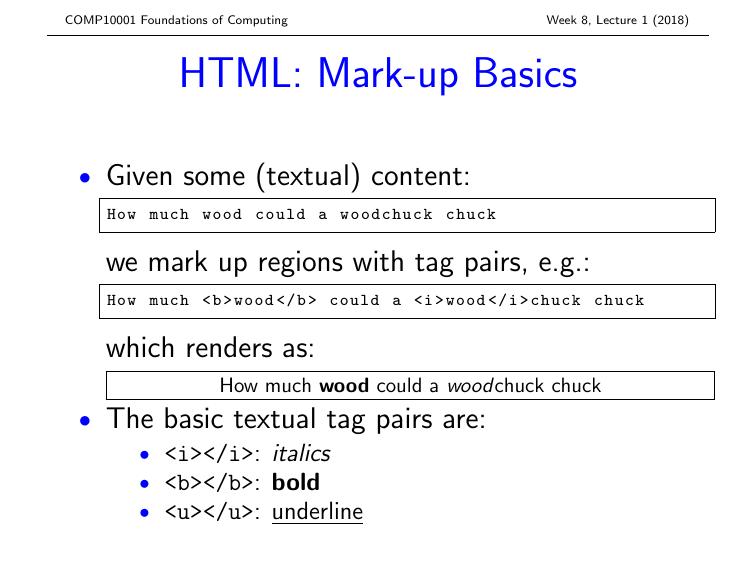 COMP10001 Foundations of Computing Week 8, Lecture 1 (2018)
HTML: Mark-up Basics
• Given some (textual) content:
How much wood could a woodchuck chuck
we mark up regions with tag pairs, e.g.:
How much <b>wood</b> could a <i>wood</i>chuck chuck
which renders as:
How much wood could a woodchuck chuck
• The basic textual tag pairs are:
• <i></i>: italics
• <b></b>: bold
• <u></u>: underline